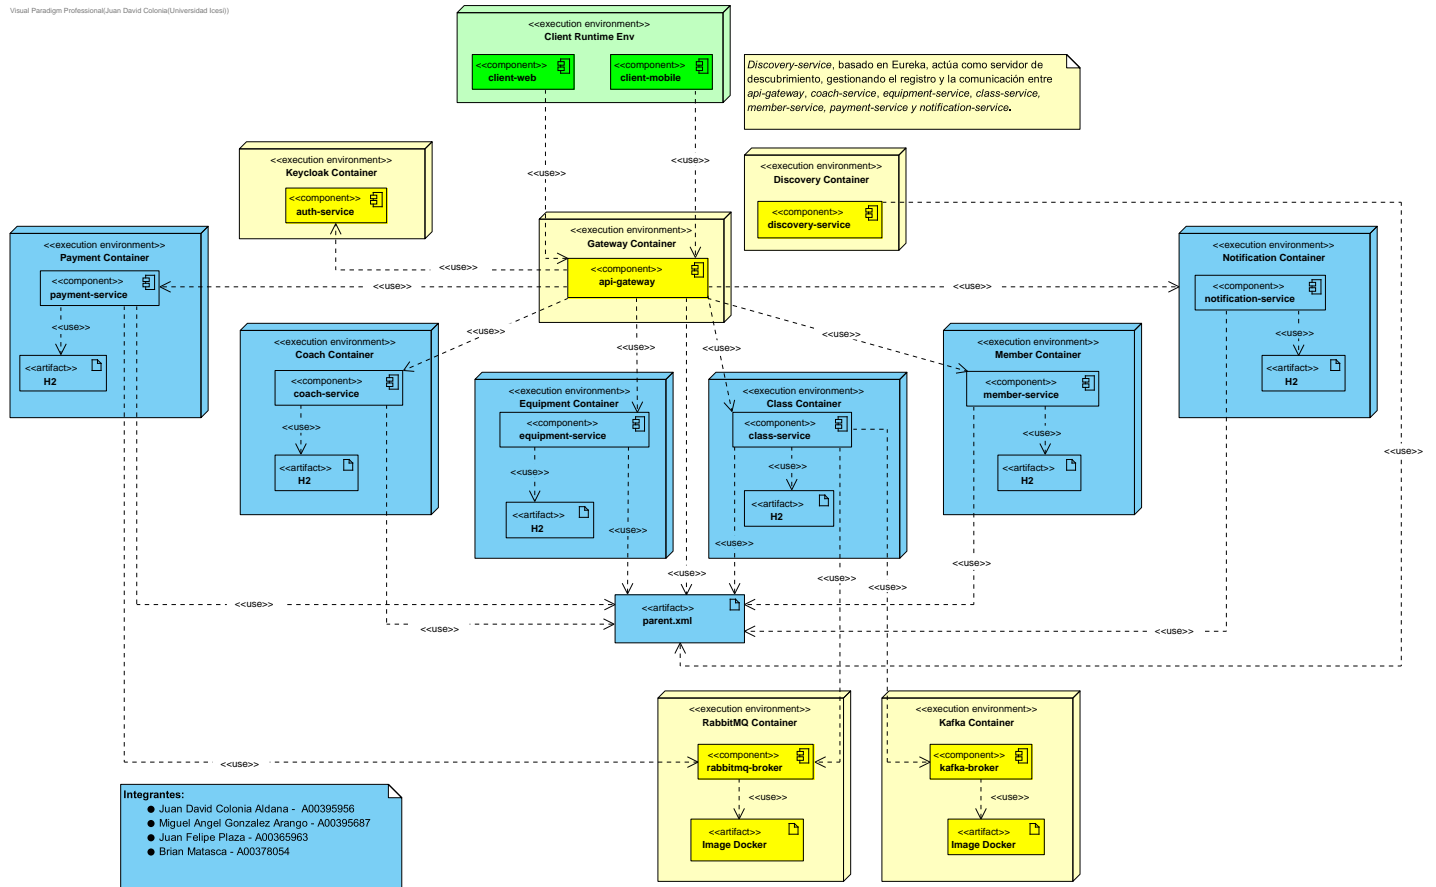 Visual Paradigm Professional(Juan David Colonia(Universidad Icesi))
<<execution environment>>
Client Runtime Env
<<component>>
client-web
<<component>>
client-mobile
Discovery-service, basado en Eureka, actúa como servidor de
descubrimiento, gestionando el registro y la comunicación entre
api-gateway, coach-service, equipment-service, class-service,
member-service, payment-service y notification-service.
<<use>>
<<use>>
<<execution environment>>
Keycloak Container
<<component>>
auth-service
<<execution environment>>
Discovery Container
<<component>>
discovery-service
<<execution environment>>
Gateway Container
<<component>>
api-gateway
<<use>>
<<use>>
<<use>>
<<execution environment>>
Payment Container
<<component>>
payment-service
<<use>>
<<artifact>>
H2
<<execution environment>>
Notification Container
<<component>>
notification-service
<<use>>
<<artifact>>
H2
<<use>>
<<use>>
<<use>>
<<use>>
<<execution environment>>
Coach Container
<<component>>
coach-service
<<use>>
<<artifact>>
H2
<<execution environment>>
Equipment Container
<<component>>
equipment-service
<<use>>
<<artifact>>
H2
<<use>>
<<execution environment>>
Class Container
<<component>>
class-service
<<use>>
<<artifact>>
H2
<<use>>
<<execution environment>>
Member Container
<<component>>
member-service
<<use>>
<<artifact>>
H2
<<use>>
<<use>>
<<use>>
<<use>>
<<use>>
<<use>>
<<artifact>>
parent.xml
<<use>>
<<use>>
<<use>>
<<use>>
<<execution environment>>
RabbitMQ Container
<<component>>
rabbitmq-broker
<<use>>
<<artifact>>
Image Docker
<<execution environment>>
Kafka Container
<<component>>
kafka-broker
<<use>>
<<artifact>>
Image Docker
Integrantes:
● Juan David Colonia Aldana - A00395956
● Miguel Angel Gonzalez Arango - A00395687
● Juan Felipe Plaza - A00365963
● Brian Matasca - A00378054